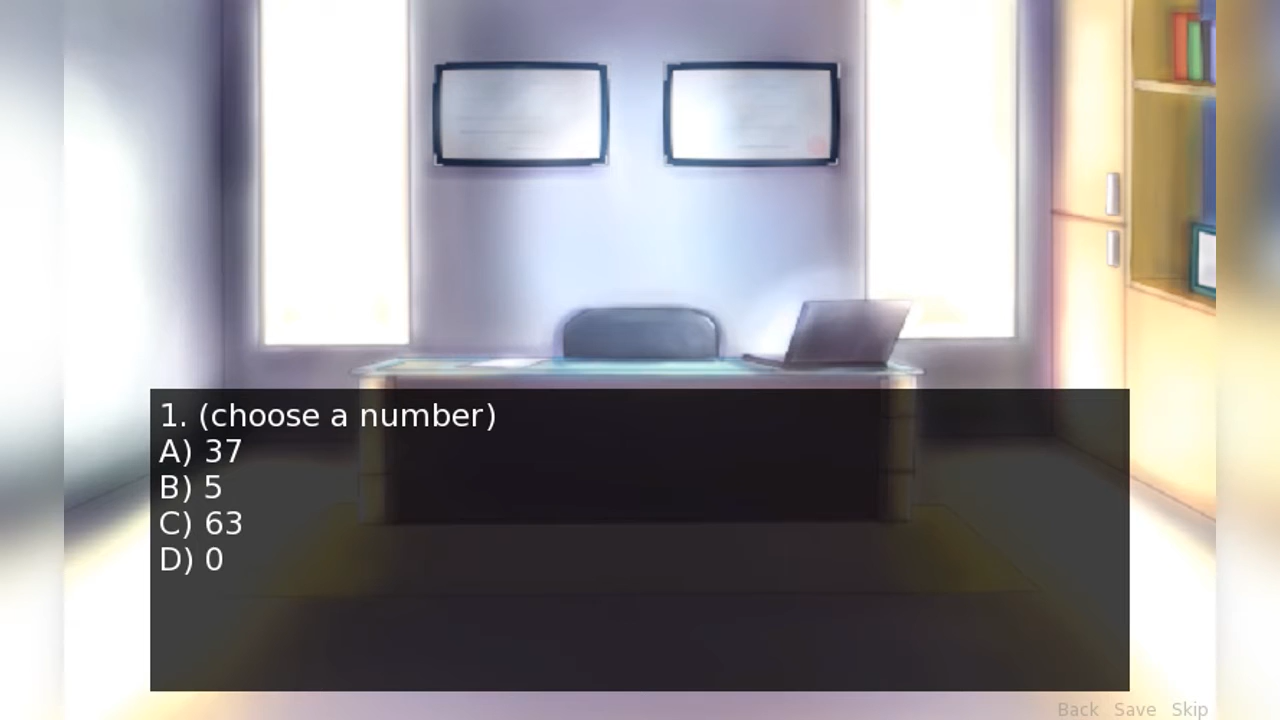 1. (choose a number)
A) 37
B) 5
C) 63
D) 0
Back Save Skip